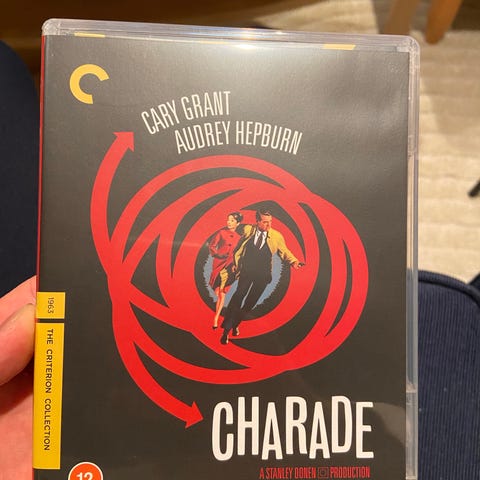 CARY GRANT
AUDREY HEPBURN
1963
THE CRITERION COLLECTION
CHARADE
A STANLEY DONEN PRODUCTION
12